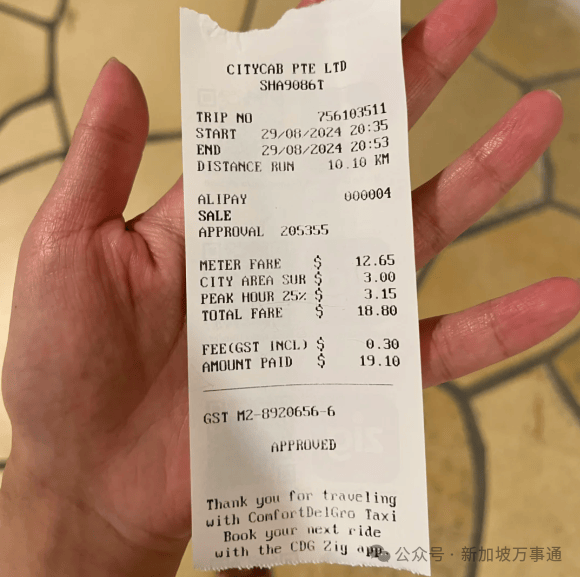 CITYCAB PTE LTD
SHA9086T
TRIP NO 756103511
START 29/08/2024 20:35
END 29/08/2024 20:53
DISTANCE RUN 10.10 KM
ALIPAY 000004
SALE
APPROVAL 205355
METER FARE $ 12.65
CITY AREA SUR $ 3.00
PEAK HOUR 25% $ 3.15
TOTAL FARE $ 18.80
FEE(GST INCL) $ 0.30
AMOUNT PAID $ 19.10
GST M2-8920656-6
APPROVED
Thank you for traveling
with ComfortDelGro Taxi
Book your next ride
with the CDG Zig app
公众号 · 新加坡万事通